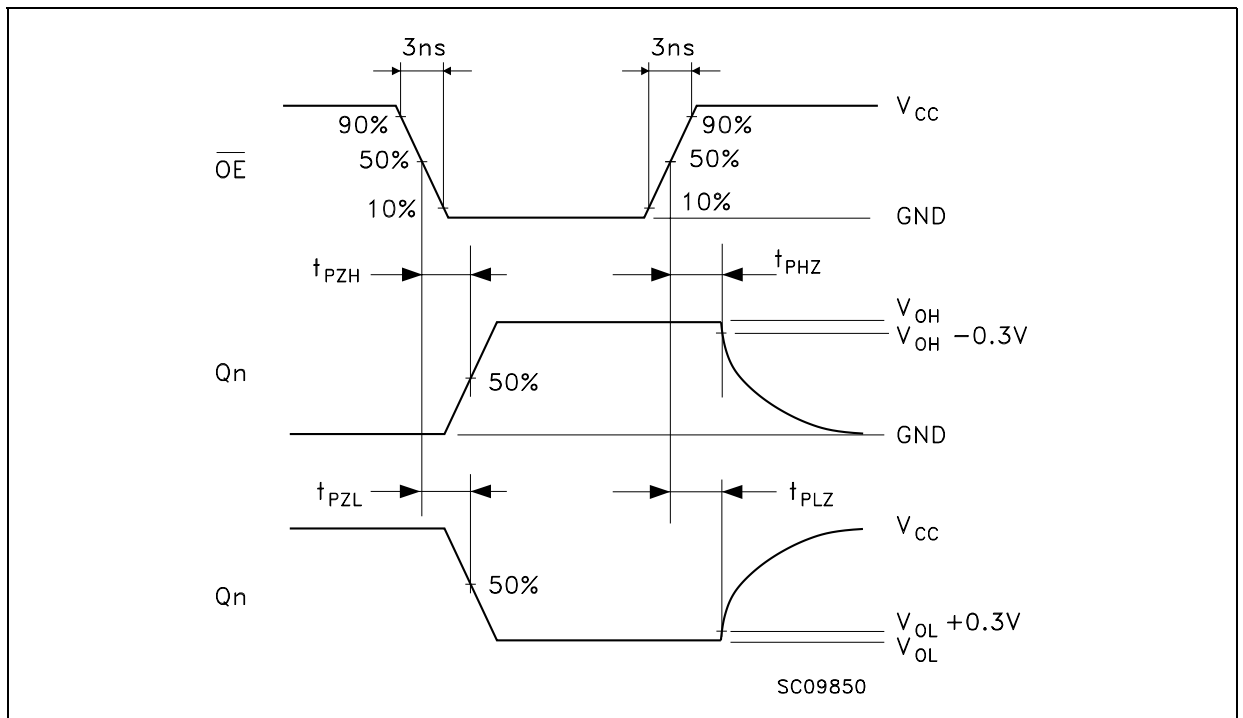 3ns 3ns
V_CC
90% 90%
OE 50% 50%
10% 10%
GND
t_PZH t_PHZ
V_OH
V_OH −0.3V
Qn 50%
GND
t_PZL t_PLZ
V_CC
Qn 50%
V_OL +0.3V
V_OL
SC09850